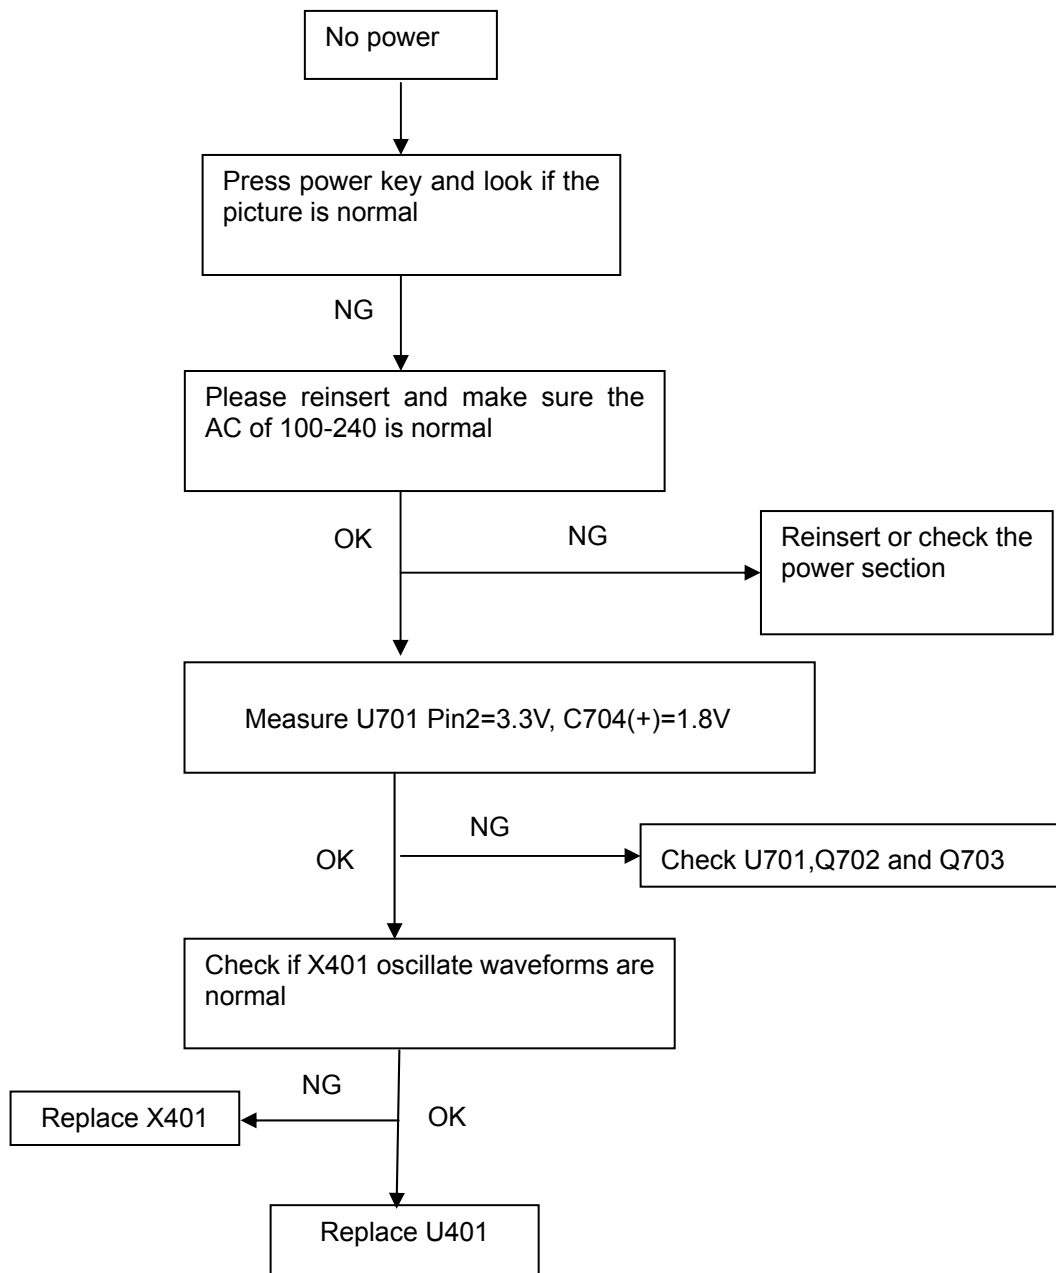 No power
Press power key and look if the
picture is normal
NG
Please reinsert and make sure the
AC of 100-240 is normal
OK
NG
Reinsert or check the
power section
Measure U701 Pin2=3.3V, C704(+)=1.8V
NG
OK
Check U701,Q702 and Q703
Check if X401 oscillate waveforms are
normal
NG
Replace X401
OK
Replace U401